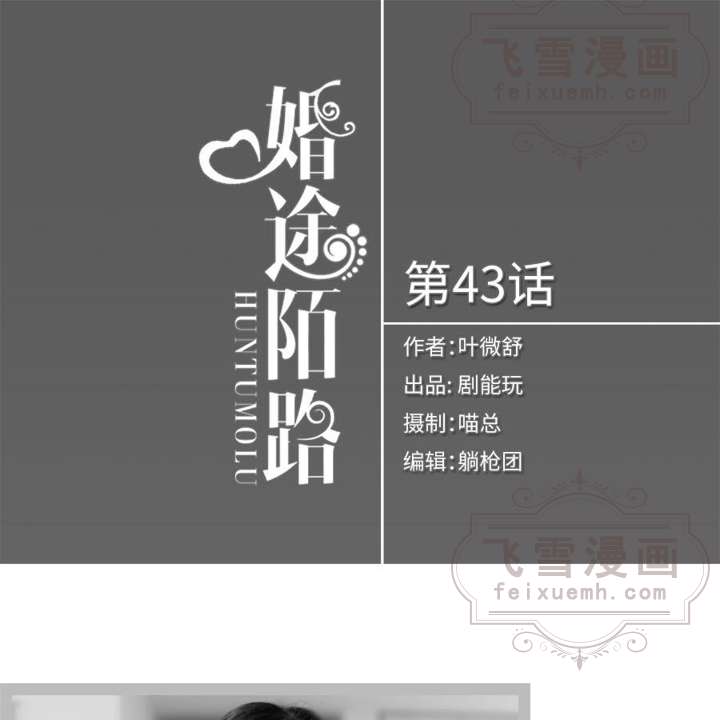 飞雪漫画
feixuemh.com
婚途陌路
HUNTUMOLU
第43话
作者:叶微舒
出品:剧能玩
摄制:喵总
编辑:躺枪团
飞雪漫画
feixuemh.com